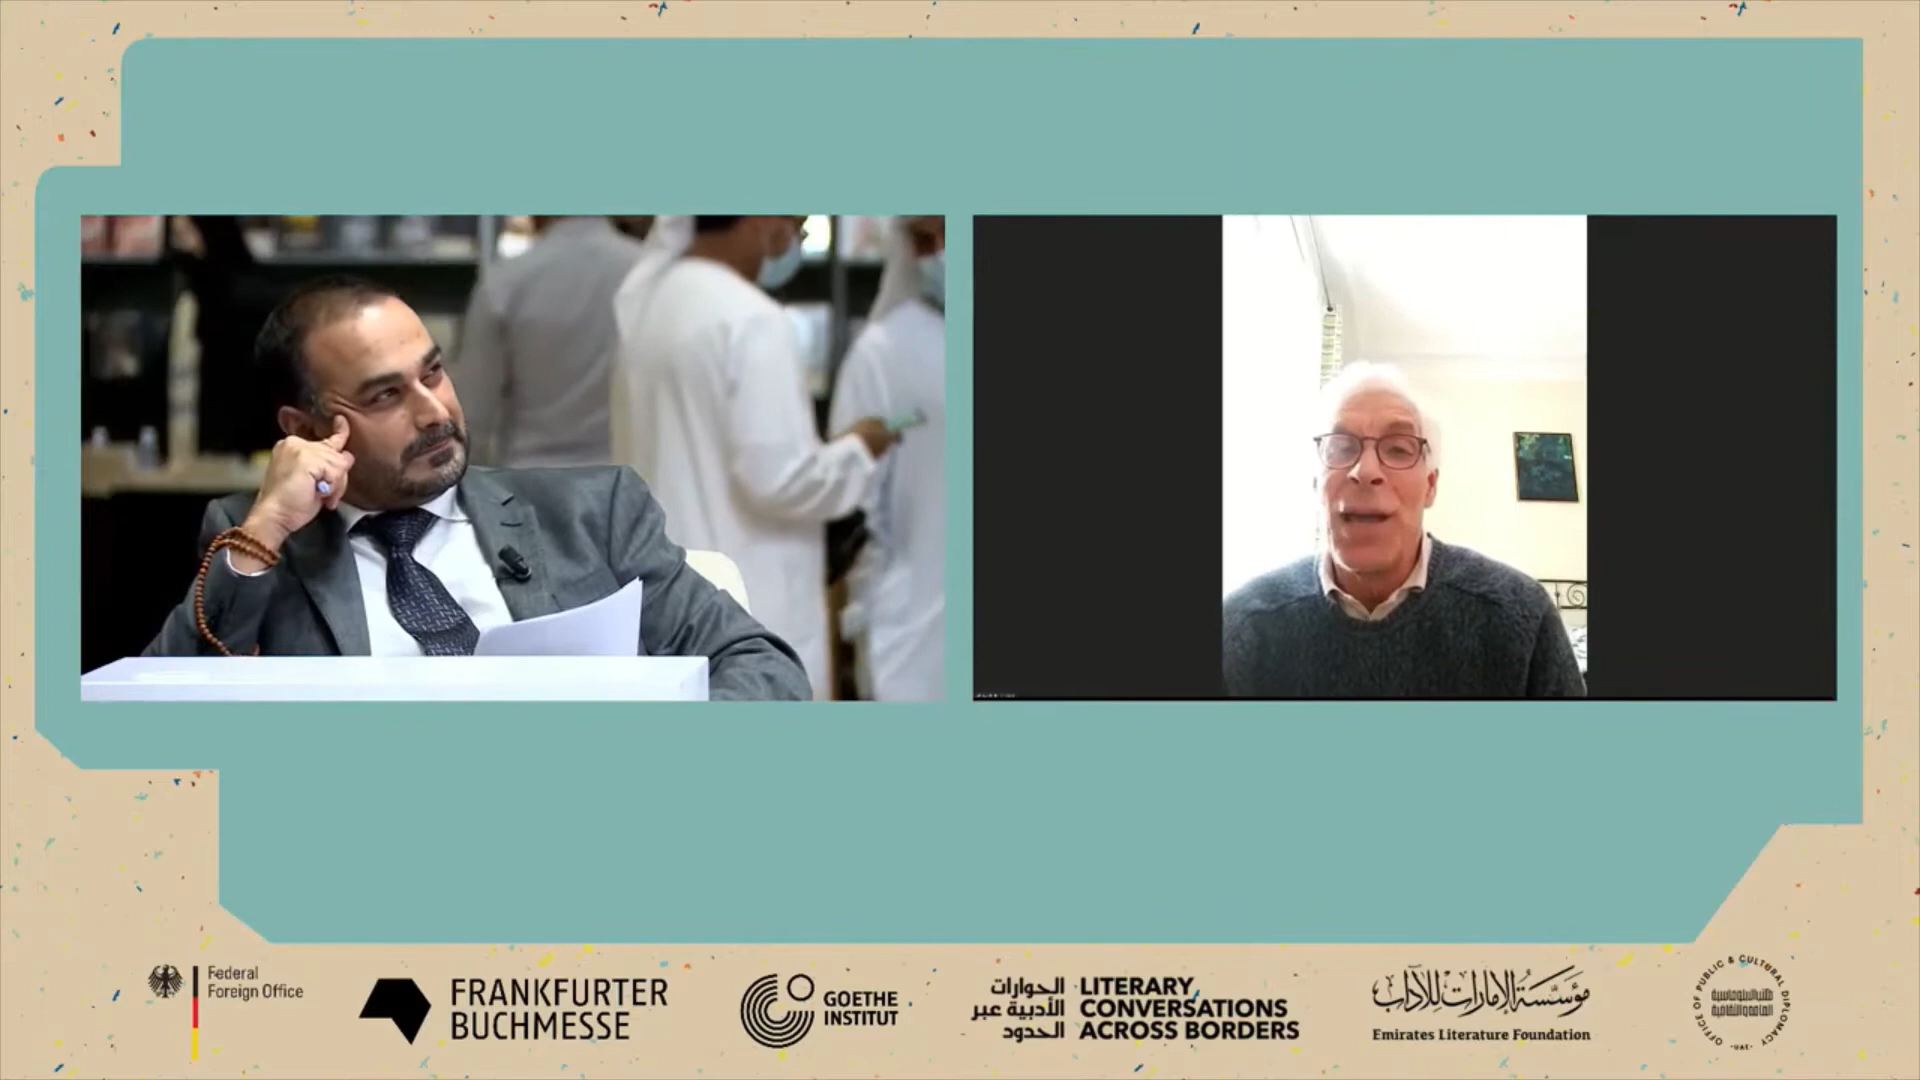 Federal
Foreign Office
FRANKFURTER
BUCHMESSE
GOETHE
INSTITUT
الحوارات
الأدبية عبر
الحدود
LITERARY
CONVERSATIONS
ACROSS BORDERS
مؤسسة الإمارات للآداب
Emirates Literature Foundation
OFFICE OF PUBLIC & CULTURAL DIPLOMACY